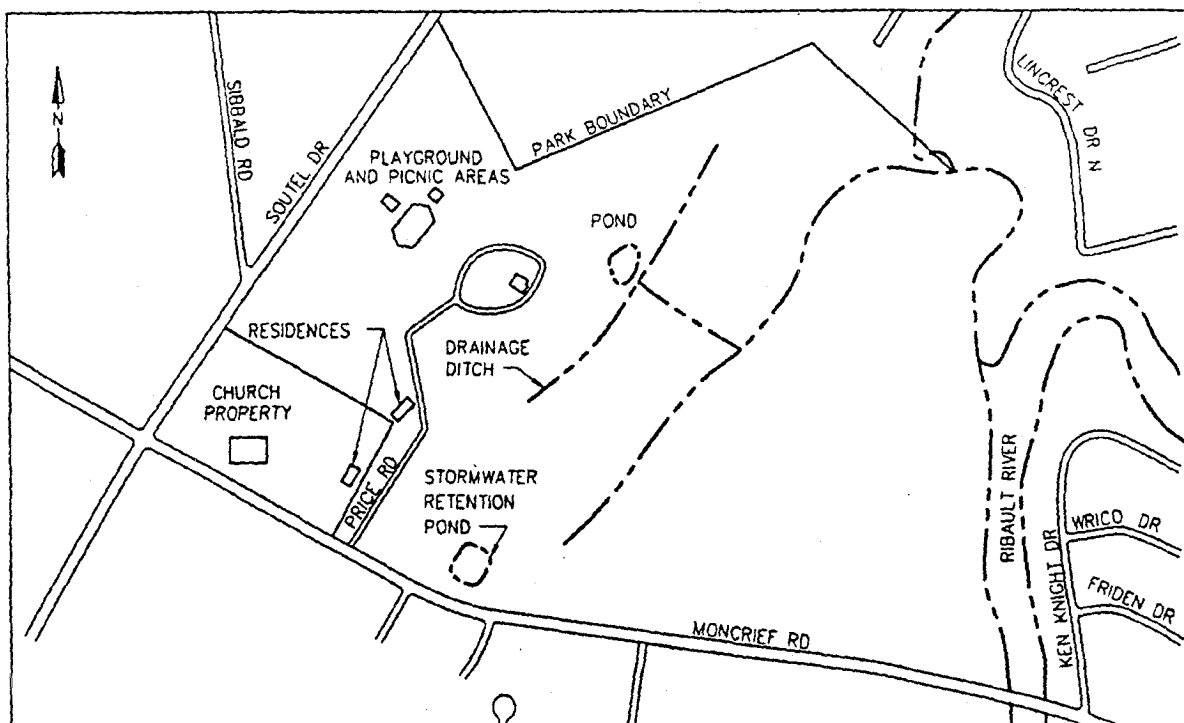 N
SIBBALD RD
SOUTEL DR
PLAYGROUND
AND PICNIC AREAS
PARK BOUNDARY
LINCREST DR N
POND
RESIDENCES
DRAINAGE
DITCH
CHURCH
PROPERTY
PRICE RD
STORMWATER
RETENTION
POND
RIBAULT RIVER
KEN KNIGHT DR
WRICO DR
FRIDEN DR
MONCRIEF RD